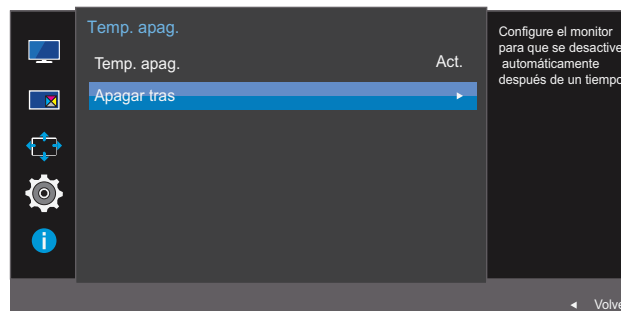 Temp. apag.
Temp. apag. Act.
Apagar tras
Configure el monitor
para que se desactive
automáticamente
después de un tiempo
Volve